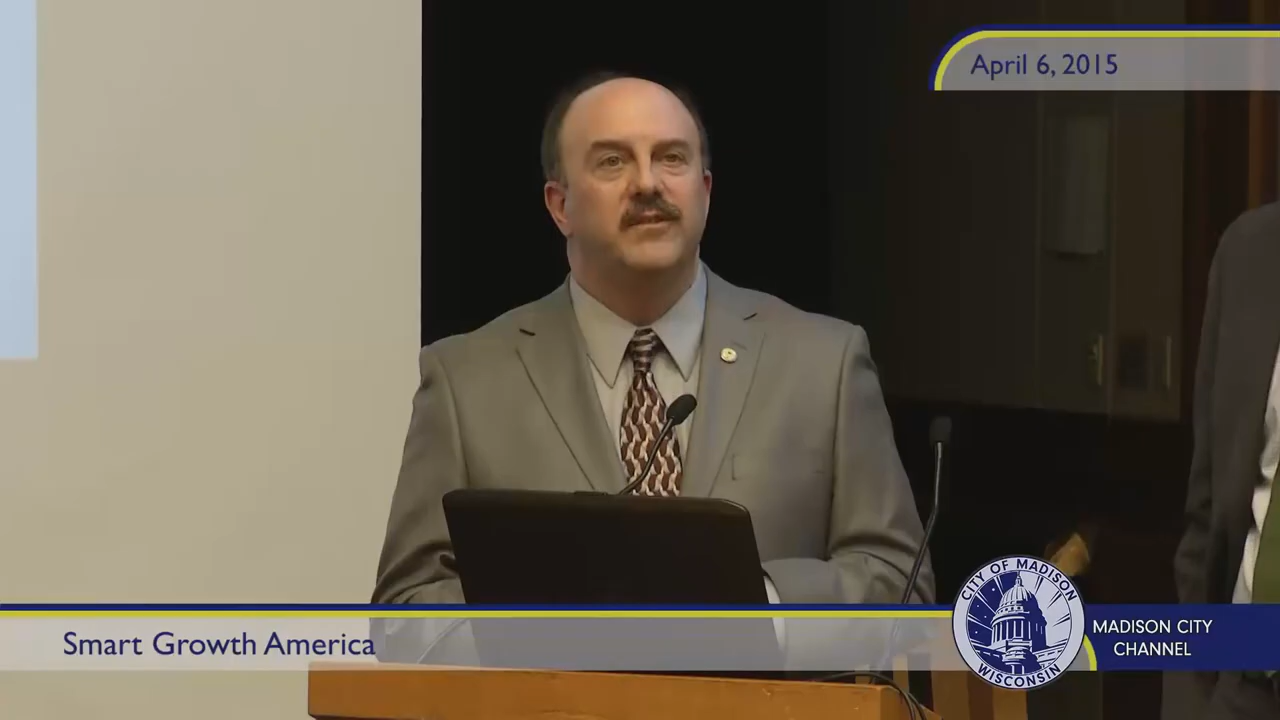 April 6, 2015
Smart Growth America
CITY OF MADISON
WISCONSIN
MADISON CITY
CHANNEL